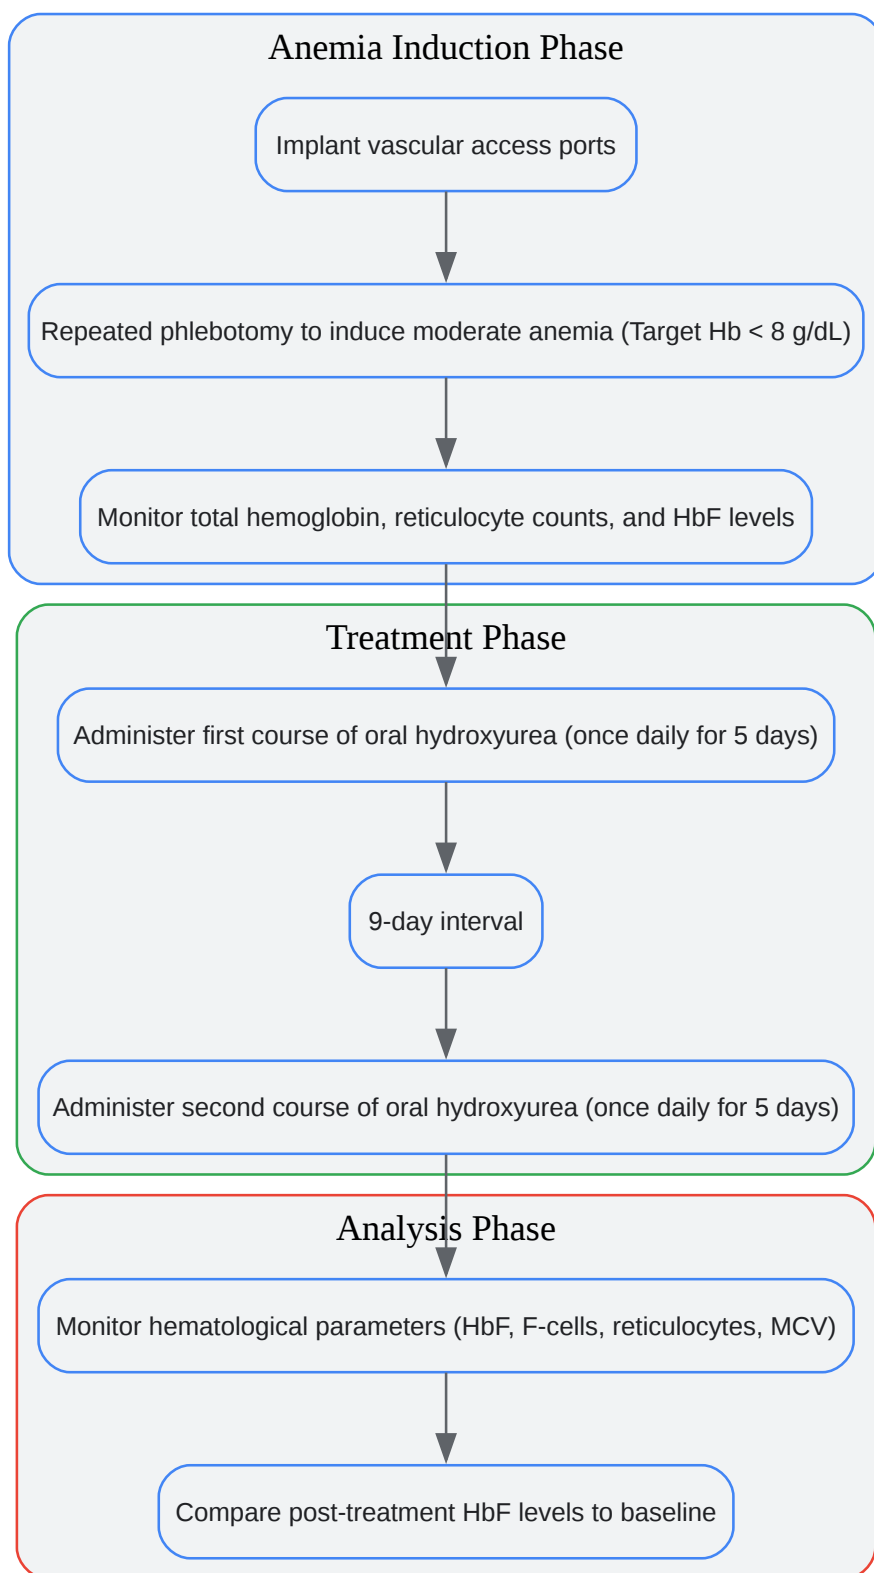 Anemia Induction Phase
Implant vascular access ports
Repeated phlebotomy to induce moderate anemia (Target Hb < 8 g/dL)
Monitor total hemoglobin, reticulocyte counts, and HbF levels
Treatment Phase
Administer first course of oral hydroxyurea (once daily for 5 days)
9-day interval
Administer second course of oral hydroxyurea (once daily for 5 days)
Analysis Phase
Monitor hematological parameters (HbF, F-cells, reticulocytes, MCV)
Compare post-treatment HbF levels to baseline